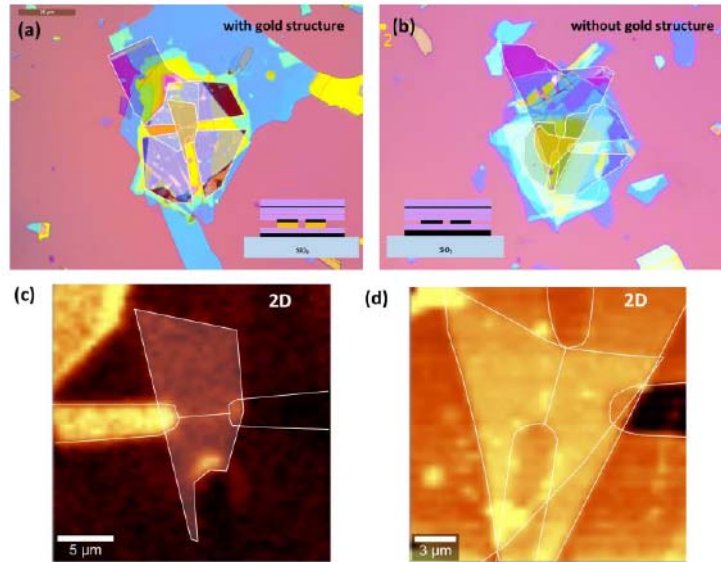 (a)
with gold structure
SiO₂
(b)
without gold structure
2
SiO₂
(c)
2D
5 µm
(d)
2D
3 µm